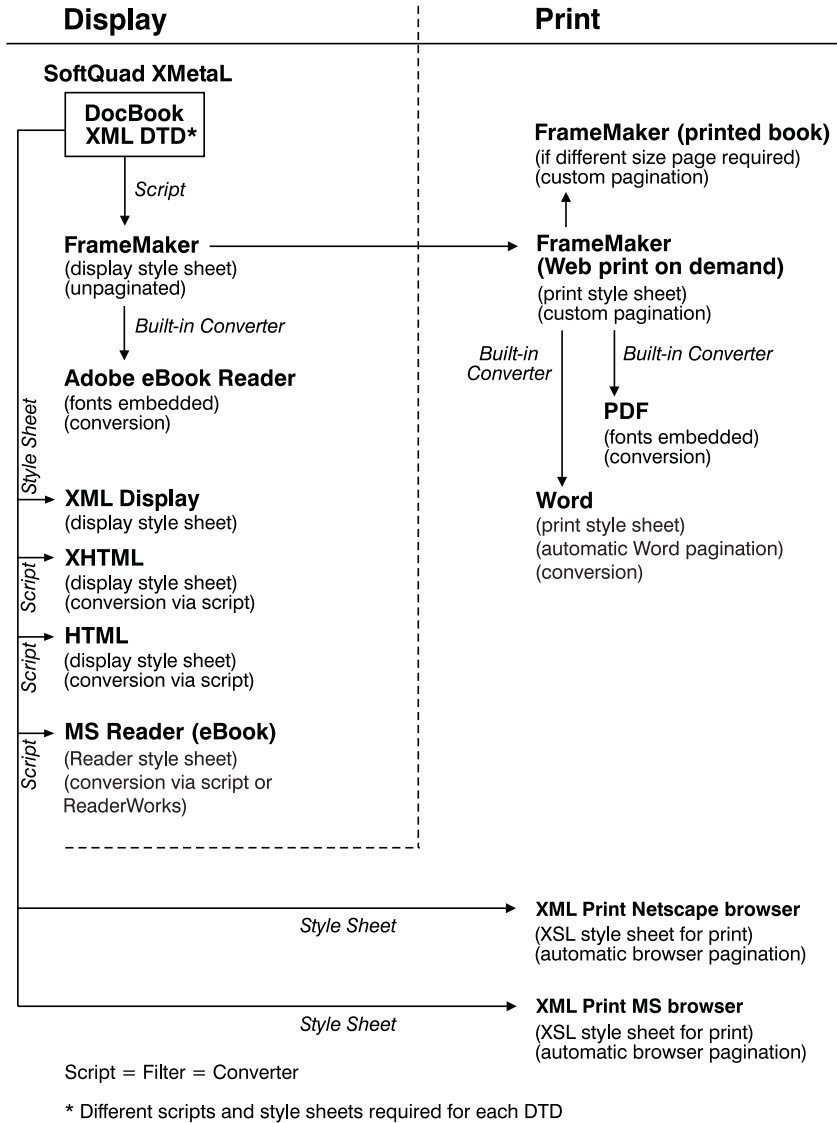 Display
Print
SoftQuad XMetaL
DocBook
XML DTD*
Script
FrameMaker
(display style sheet)
(unpaginated)
Built-in Converter
Adobe eBook Reader
(fonts embedded)
(conversion)
Style Sheet
XML Display
(display style sheet)
Script
XHTML
(display style sheet)
(conversion via script)
Script
HTML
(display style sheet)
(conversion via script)
Script
MS Reader (eBook)
(Reader style sheet)
(conversion via script or
ReaderWorks)
FrameMaker (printed book)
(if different size page required)
(custom pagination)
FrameMaker
(Web print on demand)
(print style sheet)
(custom pagination)
Built-in
Converter
Built-in Converter
PDF
(fonts embedded)
(conversion)
Word
(print style sheet)
(automatic Word pagination)
(conversion)
Style Sheet
XML Print Netscape browser
(XSL style sheet for print)
(automatic browser pagination)
Style Sheet
XML Print MS browser
(XSL style sheet for print)
(automatic browser pagination)
Script = Filter = Converter
* Different scripts and style sheets required for each DTD